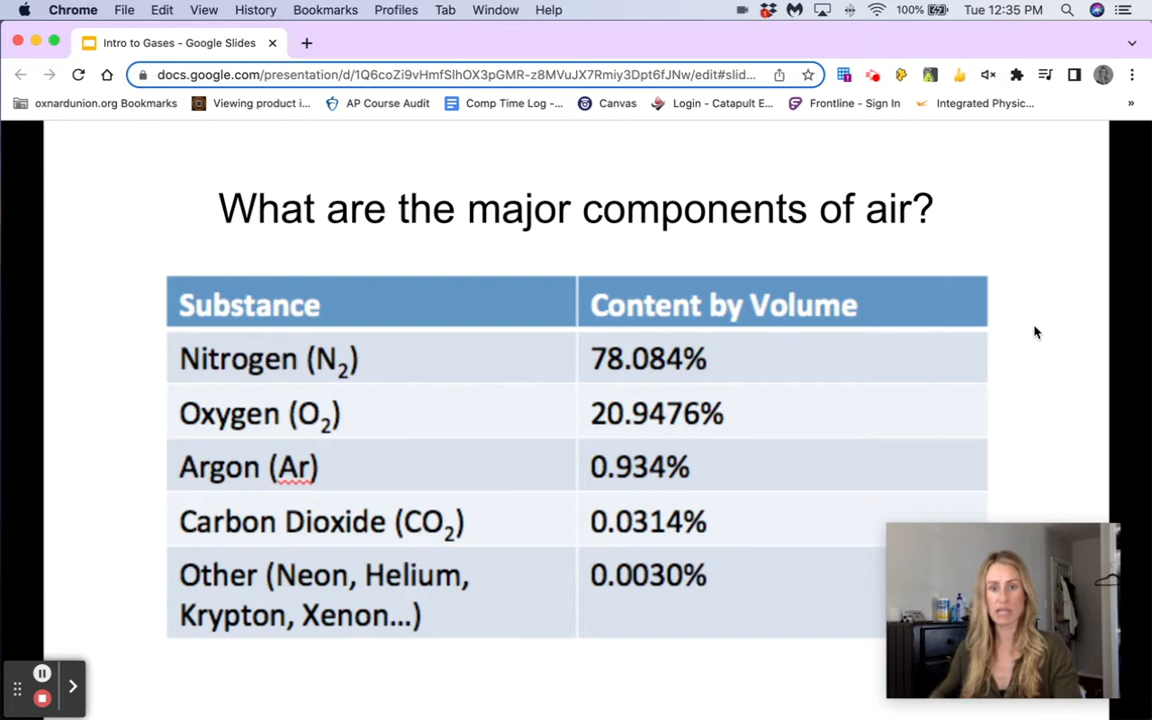 Chrome File Edit View History Bookmarks Profiles Tab Window Help 100% Tue 12:35 PM
Intro to Gases - Google Slides
docs.google.com/presentation/d/1Q6coZi9vHmfSlhOX3pGMR-z8MVuJX7Rmiy3Dpt6fJNw/edit#slid...
oxnardunion.org Bookmarks Viewing product i... AP Course Audit Comp Time Log -... Canvas Login - Catapult E... Frontline - Sign In Integrated Physic... »
What are the major components of air?
Substance Content by Volume
Nitrogen (N₂) 78.084%
Oxygen (O₂) 20.9476%
Argon (Ar) 0.934%
Carbon Dioxide (CO₂) 0.0314%
Other (Neon, Helium, 0.0030%
Krypton, Xenon...)